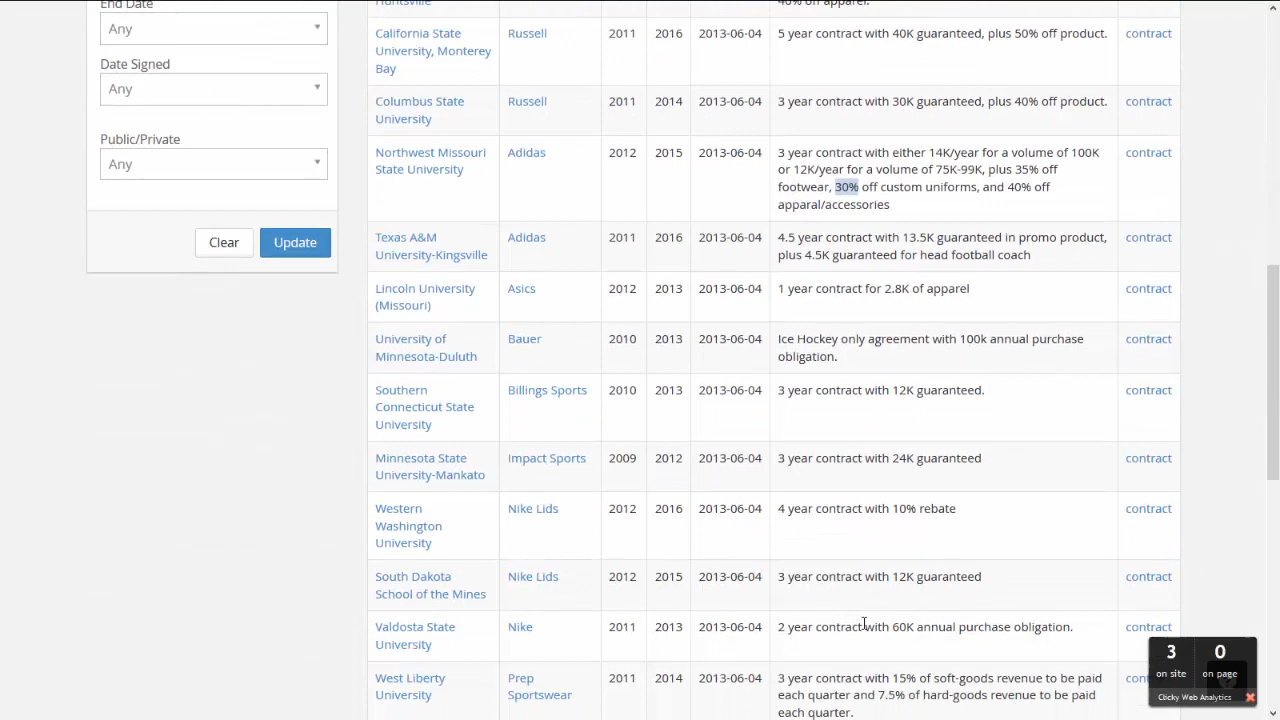 End Date
Any
Date Signed
Any
Public/Private
Any
Clear
Update
Huntsville
40% off apparel.
California State
University, Monterey
Bay
Russell
2011
2016
2013-06-04
5 year contract with 40K guaranteed, plus 50% off product.
contract
Columbus State
University
Russell
2011
2014
2013-06-04
3 year contract with 30K guaranteed, plus 40% off product.
contract
Northwest Missouri
State University
Adidas
2012
2015
2013-06-04
3 year contract with either 14K/year for a volume of 100K
or 12K/year for a volume of 75K-99K, plus 35% off
footwear, 30% off custom uniforms, and 40% off
apparal/accessories
contract
Texas A&M
University-Kingsville
Adidas
2011
2016
2013-06-04
4.5 year contract with 13.5K guaranteed in promo product,
plus 4.5K guaranteed for head football coach
contract
Lincoln University
(Missouri)
Asics
2012
2013
2013-06-04
1 year contract for 2.8K of apparel
contract
University of
Minnesota-Duluth
Bauer
2010
2013
2013-06-04
Ice Hockey only agreement with 100k annual purchase
obligation.
contract
Southern
Connecticut State
University
Billings Sports
2010
2013
2013-06-04
3 year contract with 12K guaranteed.
contract
Minnesota State
University-Mankato
Impact Sports
2009
2012
2013-06-04
3 year contract with 24K guaranteed
contract
Western
Washington
University
Nike Lids
2012
2016
2013-06-04
4 year contract with 10% rebate
contract
South Dakota
School of the Mines
Nike Lids
2012
2015
2013-06-04
3 year contract with 12K guaranteed
contract
Valdosta State
University
Nike
2011
2013
2013-06-04
2 year contract with 60K annual purchase obligation.
contract
West Liberty
University
Prep
Sportswear
2011
2014
2013-06-04
3 year contract with 15% of soft-goods revenue to be paid
each quarter and 7.5% of hard-goods revenue to be paid
each quarter.
3
on site
0
on page
Clicky Web Analytics